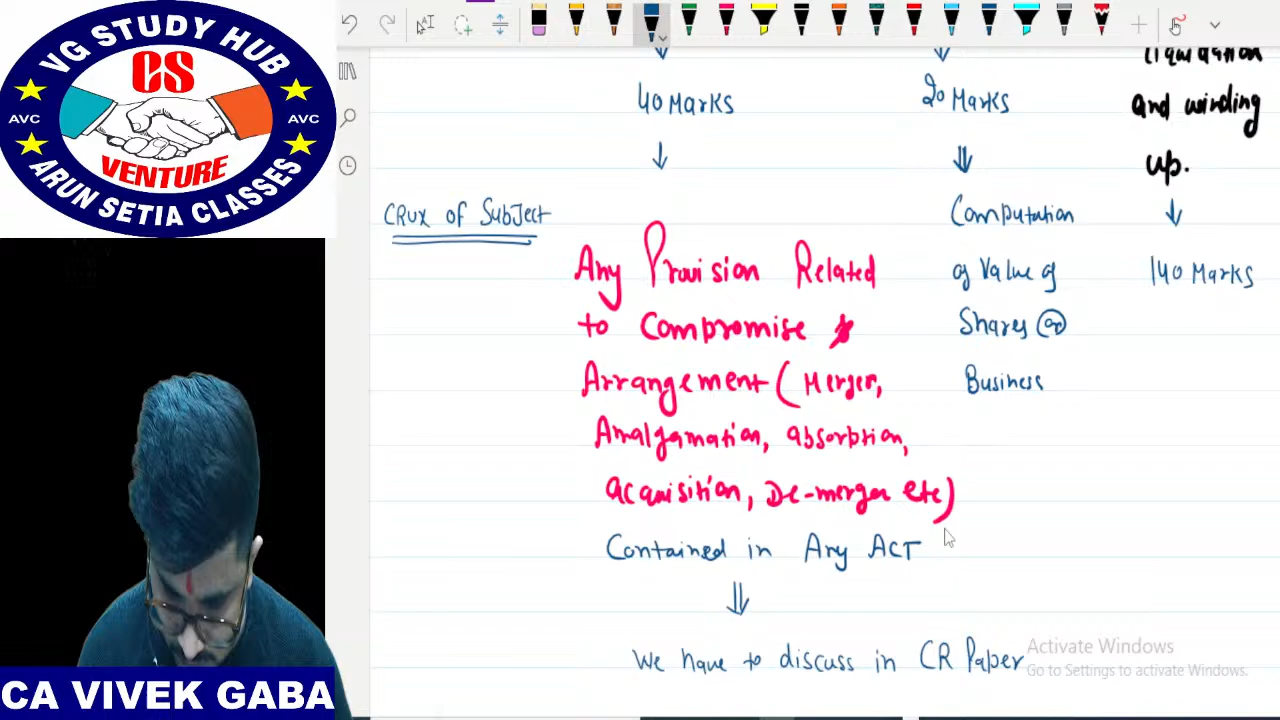 VG STUDY HUB
CS
AVC
AVC
VENTURE
ARUN SETIA CLASSES
CA VIVEK GABA
liquidation
and winding
up.
140 Marks
40 Marks
20 Marks
CRUX of SubJect
Any Provision Related
to Compromise &
Arrangement (Merger,
Amalgamation, absorption,
acquisition, De-merger etc)
Contained in Any ACT
We have to discuss in CR Paper
Computation
of Value of
Shares or
Business
Activate Windows
Go to Settings to activate Windows.